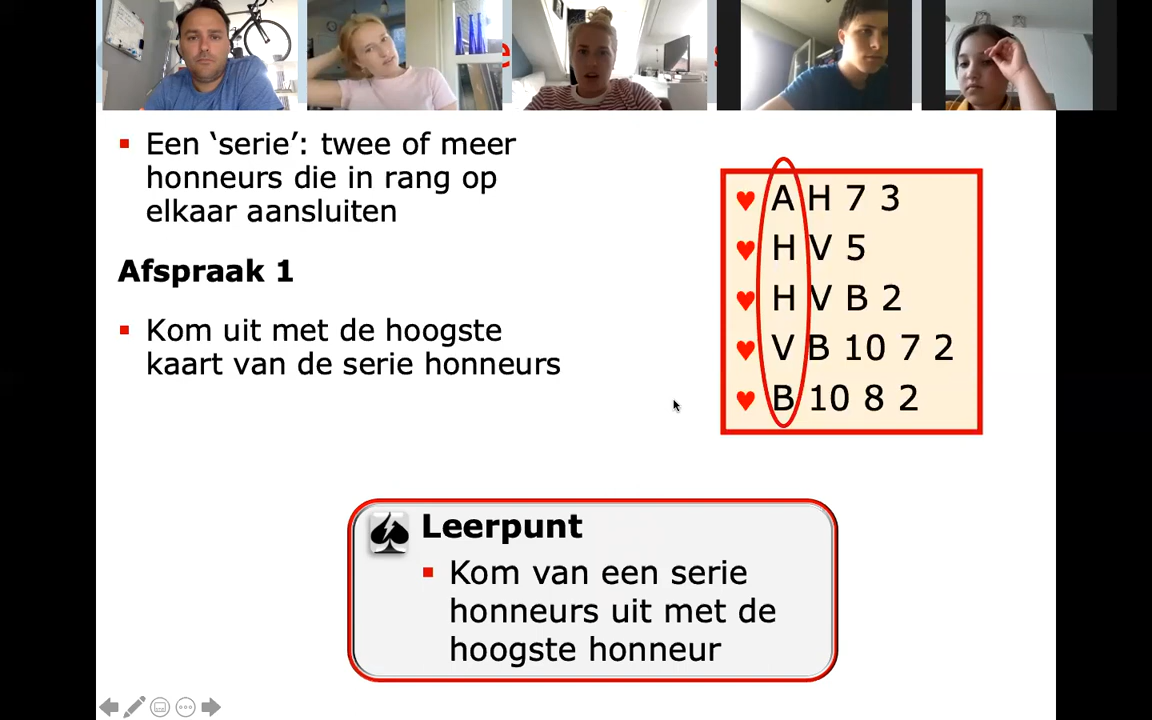 ▪ Een ‘serie’: twee of meer
honneurs die in rang op
elkaar aansluiten
Afspraak 1
▪ Kom uit met de hoogste
kaart van de serie honneurs
♥ A H 7 3
♥ H V 5
♥ H V B 2
♥ V B 10 7 2
♥ B 10 8 2
Leerpunt
▪ Kom van een serie
honneurs uit met de
hoogste honneur